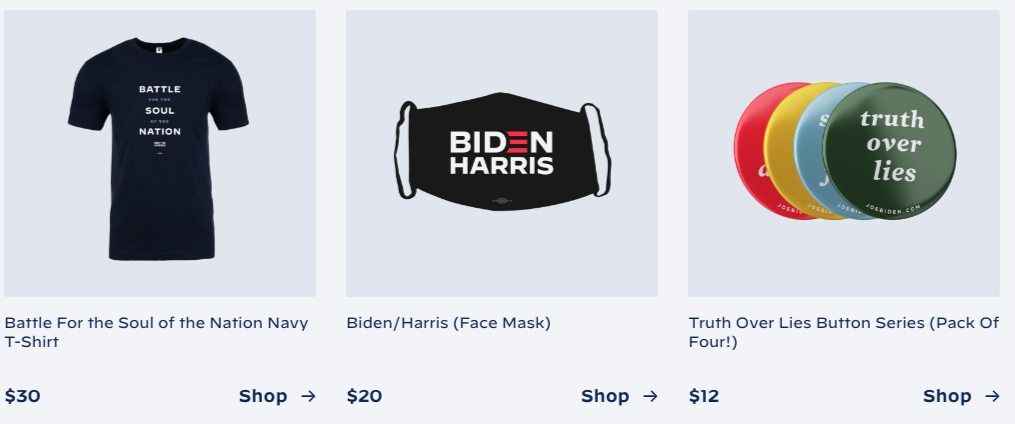 BATTLE
FOR THE
SOUL
OF THE
NATION
BIDEN
HARRIS
truth
over
lies
JOEBIDEN.COM
Battle For the Soul of the Nation Navy
T-Shirt
Biden/Harris (Face Mask)
Truth Over Lies Button Series (Pack Of
Four!)
$30
Shop →
$20
Shop →
$12
Shop →